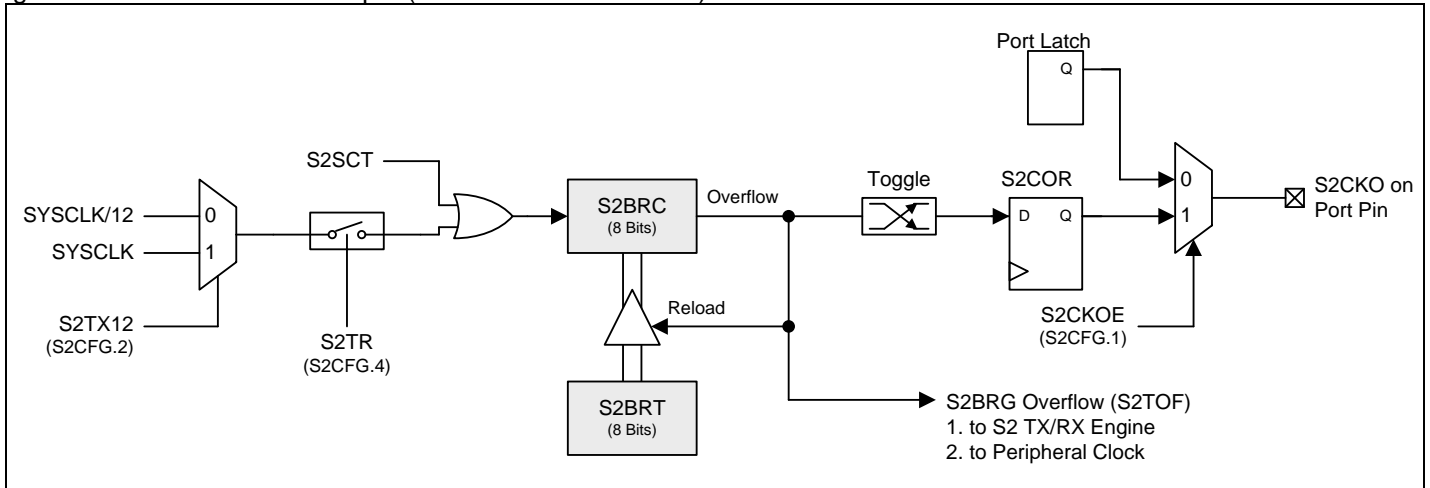 Port Latch
Q
S2SCT
SYSCLK/12
0
SYSCLK
1
S2TX12
(S2CFG.2)
S2TR
(S2CFG.4)
S2BRC
(8 Bits)
Overflow
Reload
S2BRT
(8 Bits)
Toggle
S2COR
D
Q
0
1
S2CKO on
Port Pin
S2CKOE
(S2CFG.1)
S2BRG Overflow (S2TOF)
1. to S2 TX/RX Engine
2. to Peripheral Clock